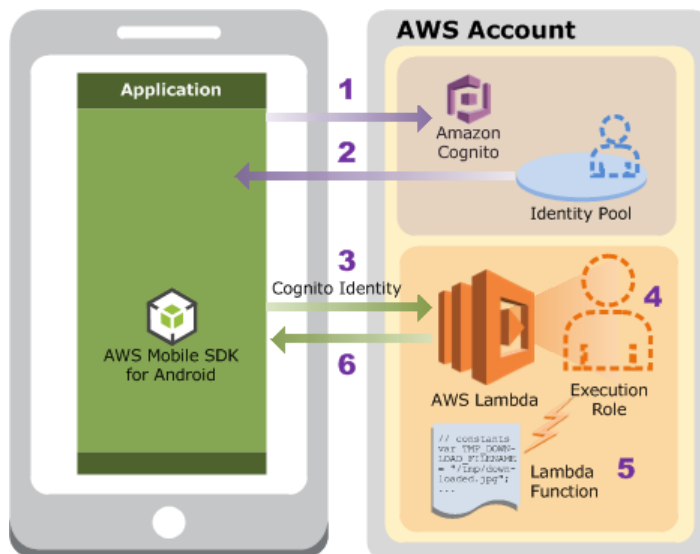 AWS Account
Application
1
Amazon
Cognito
2
Identity Pool
3
Cognito Identity
4
AWS Mobile SDK
for Android
6
AWS Lambda
Execution
Role
// constants
var TMP_DOWN-
LOAD_FILENAME
= "/tmp/down-
loaded.jpg";
...
Lambda
Function
5